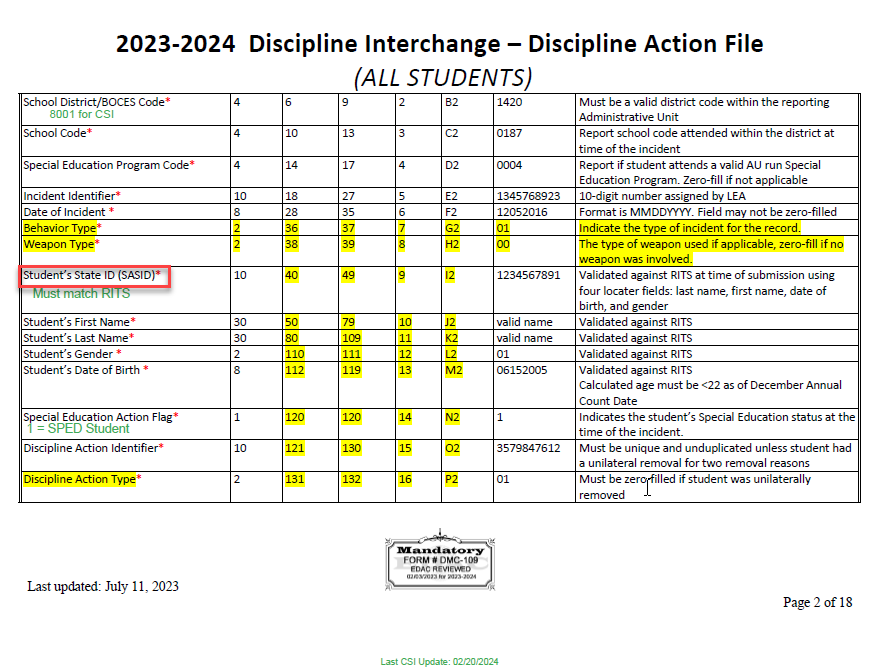 2023-2024 Discipline Interchange – Discipline Action File
(ALL STUDENTS)
School District/BOCES Code* 4 6 9 2 B2 1420 Must be a valid district code within the reporting
8001 for CSI Administrative Unit
School Code* 4 10 13 3 C2 0187 Report school code attended within the district at
time of the incident
Special Education Program Code* 4 14 17 4 D2 0004 Report if student attends a valid AU run Special
Education Program. Zero-fill if not applicable
Incident Identifier* 10 18 27 5 E2 1345768923 10-digit number assigned by LEA
Date of Incident * 8 28 35 6 F2 12052016 Format is MMDDYYYY. Field may not be zero-filled
Behavior Type* 2 36 37 7 G2 01 Indicate the type of incident for the record.
Weapon Type* 2 38 39 8 H2 00 The type of weapon used if applicable, zero-fill if no
weapon was involved.
Student's State ID (SASID)* 10 40 49 9 I2 1234567891 Validated against RITS at time of submission using
Must match RITS four locater fields: last name, first name, date of
birth, and gender
Student's First Name* 30 50 79 10 J2 valid name Validated against RITS
Student's Last Name* 30 80 109 11 K2 valid name Validated against RITS
Student's Gender * 2 110 111 12 L2 01 Validated against RITS
Student's Date of Birth * 8 112 119 13 M2 06152005 Validated against RITS
Calculated age must be <22 as of December Annual
Count Date
Special Education Action Flag* 1 120 120 14 N2 1 Indicates the student's Special Education status at the
1 = SPED Student time of the incident.
Discipline Action Identifier* 10 121 130 15 O2 3579847612 Must be unique and unduplicated unless student had
a unilateral removal for two removal reasons
Discipline Action Type* 2 131 132 16 P2 01 Must be zero-filled if student was unilaterally
removed
Mandatory
FORM # DMC-109
EDAC REVIEWED
02/03/2023 for 2023-2024
Last updated: July 11, 2023
Page 2 of 18
Last CSI Update: 02/20/2024